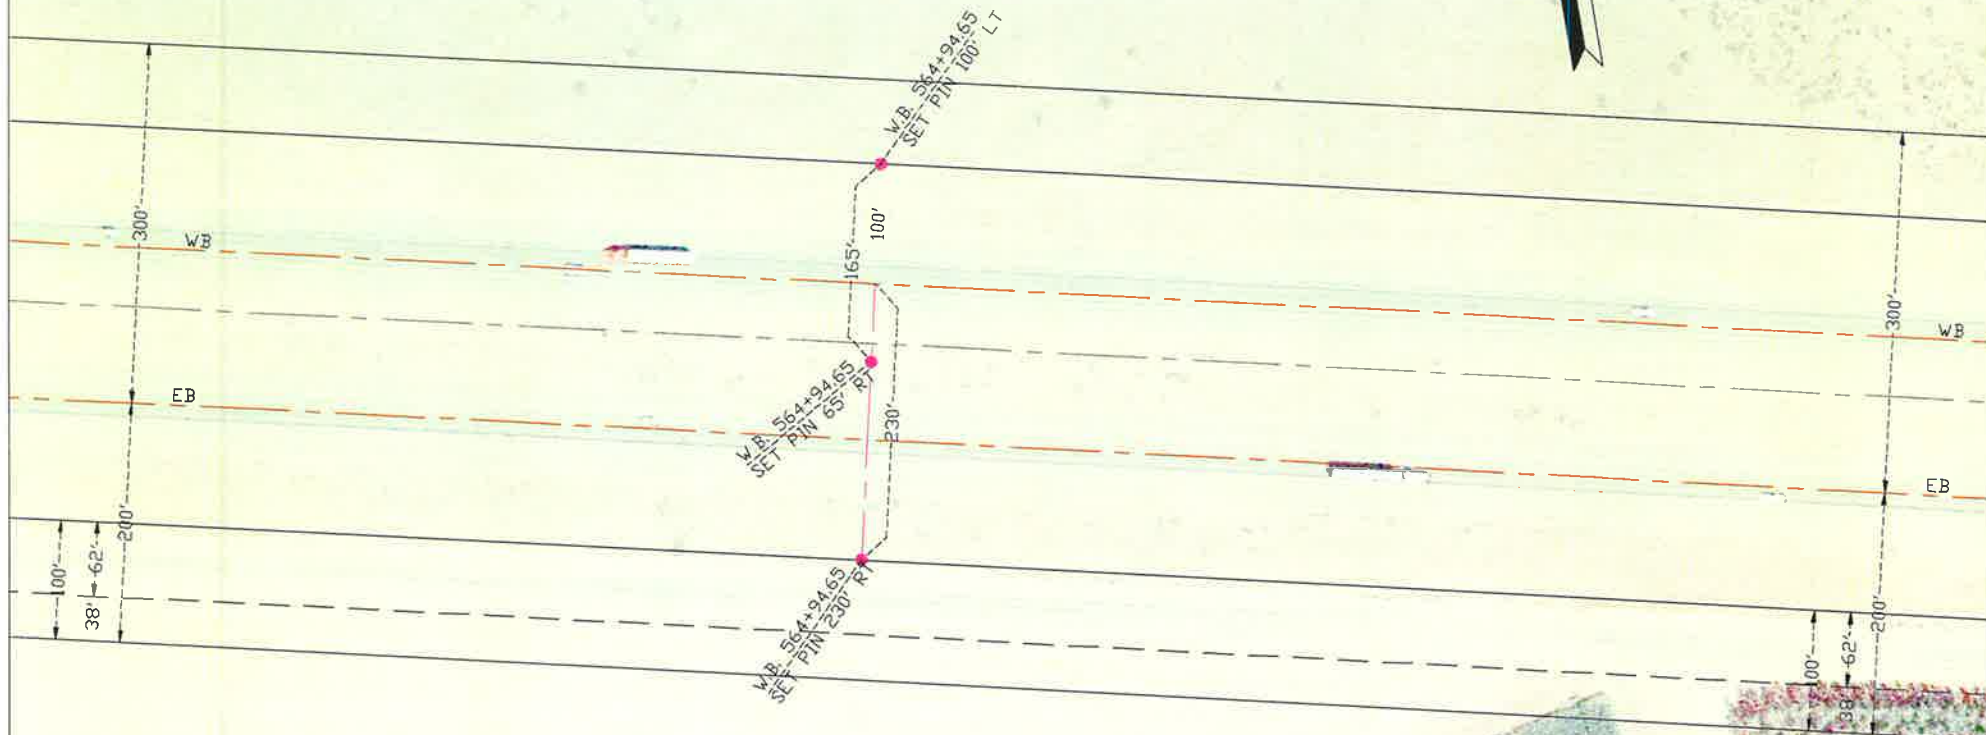 W.B. 564+94.65
SET PIN 100' LT
300'
WB
165'
100'
300'
WB
EB
W.B. 564+94.65
SET PIN 65' RT
230'
EB
200'
100'
62'
38'
W.B. 564+94.65
SET PIN 230' RT
200'
100'
62'
38'